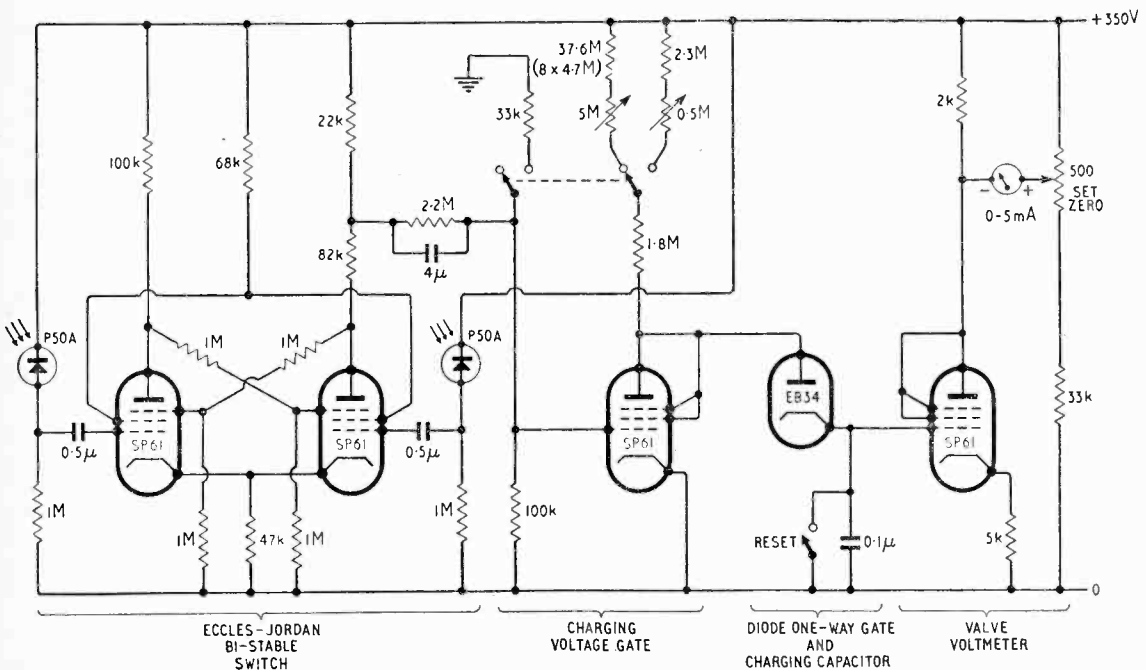 +350V
37·6M
(8 x 4·7M)
2·3M
2k
33k
5M
0·5M
22k
100k
68k
500
SET
ZERO
- +
0-5mA
2·2M
4μ
1·8M
82k
P50A
1M
1M
P50A
EB34
33k
SP61
SP61
SP61
SP61
0·5μ
0·5μ
1M
1M
47k
1M
1M
100k
RESET
0·1μ
5k
0
ECCLES-JORDAN
BI-STABLE
SWITCH
CHARGING
VOLTAGE GATE
DIODE ONE-WAY GATE
AND
CHARGING CAPACITOR
VALVE
VOLTMETER